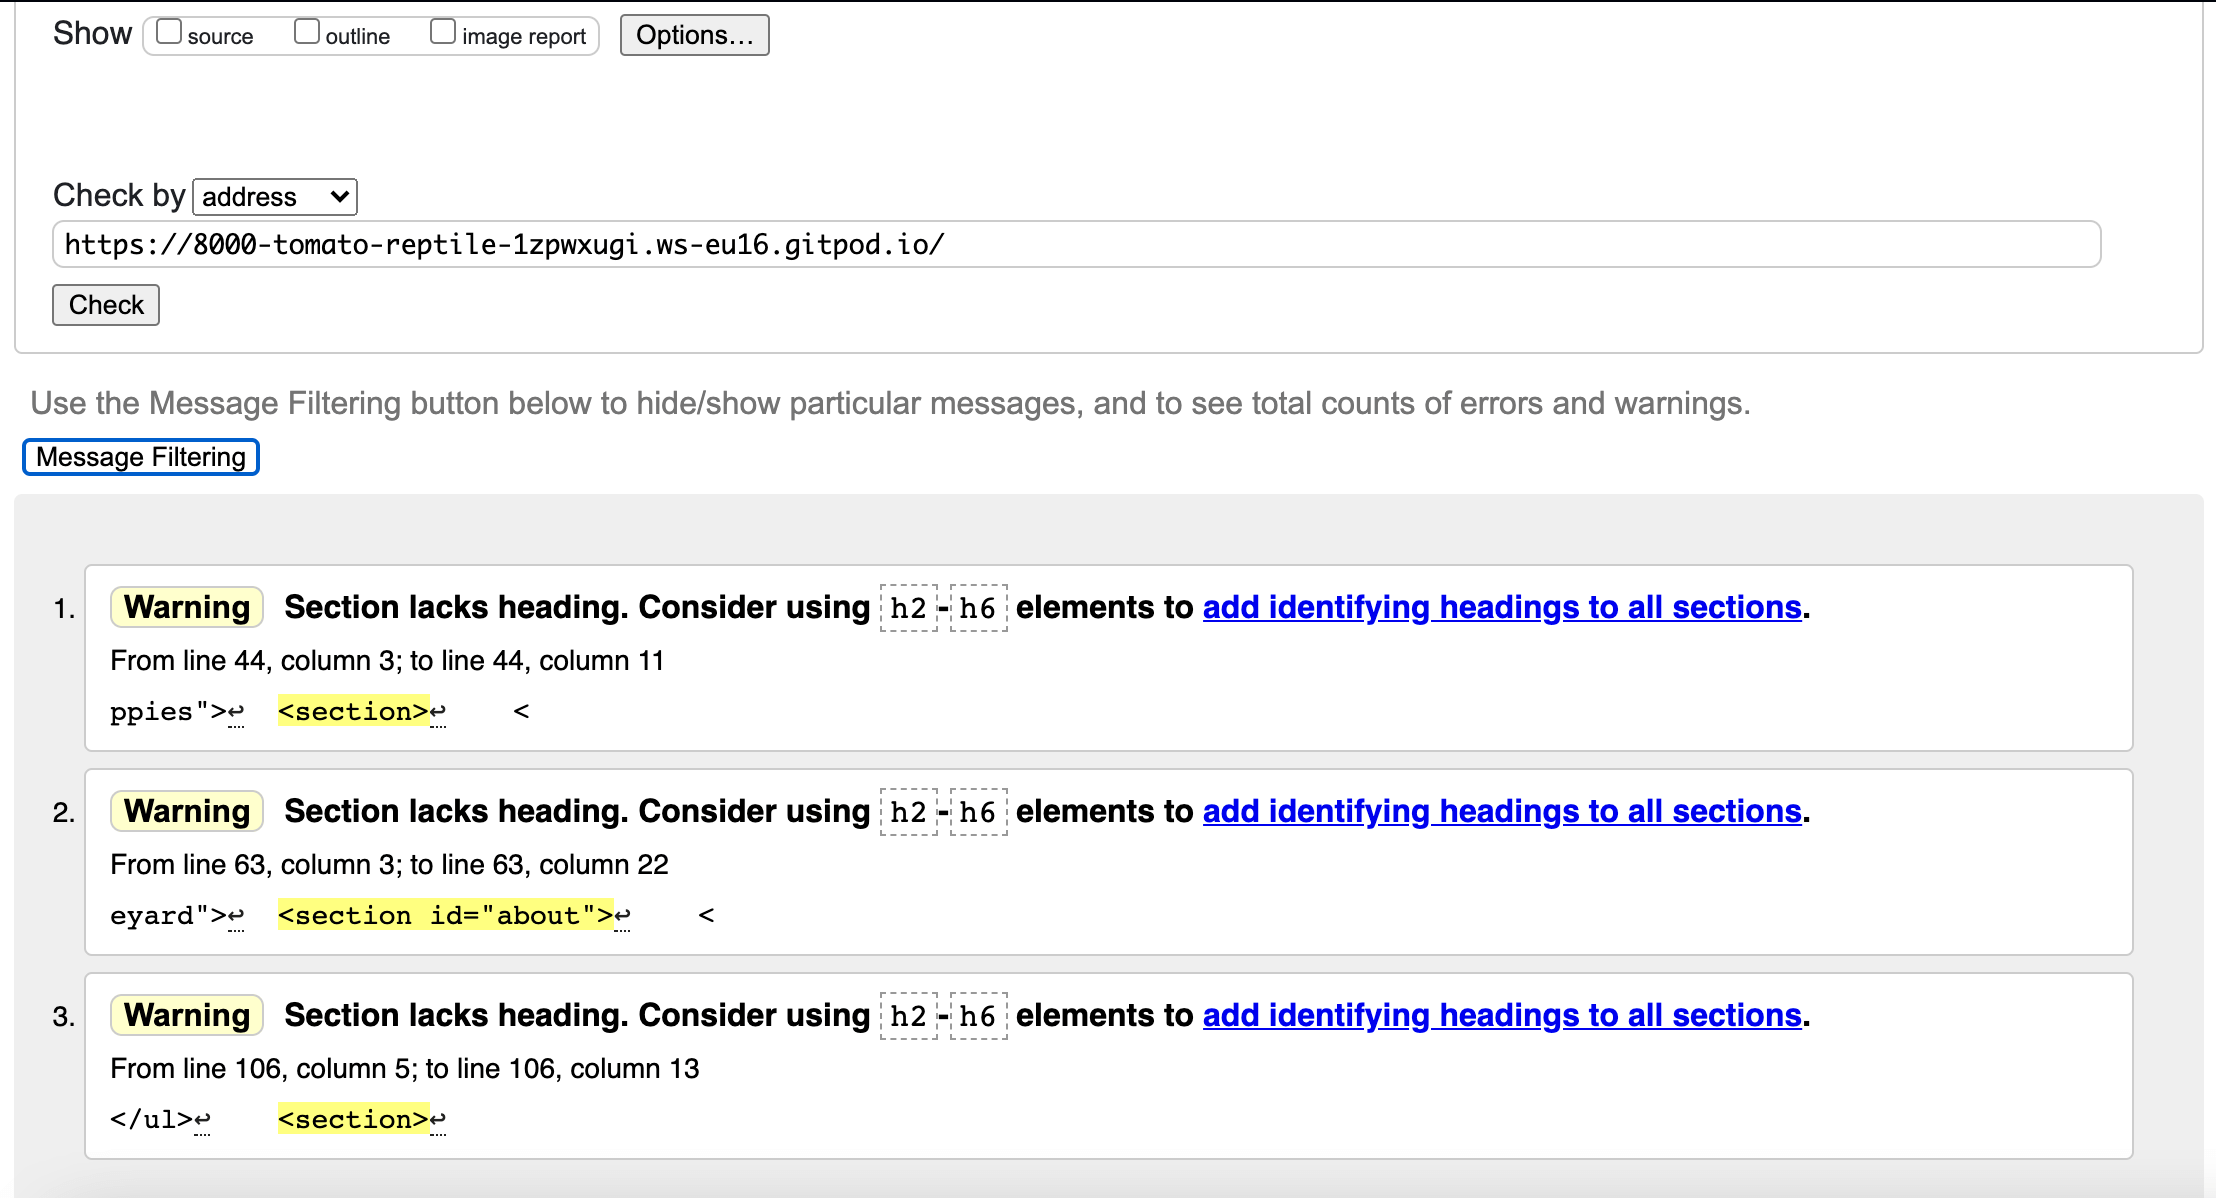 Show source outline image report Options...
Check by address
https://8000-tomato-reptile-1zpwxugi.ws-eu16.gitpod.io/
Check
Use the Message Filtering button below to hide/show particular messages, and to see total counts of errors and warnings.
Message Filtering
1. Warning Section lacks heading. Consider using h2-h6 elements to add identifying headings to all sections.
From line 44, column 3; to line 44, column 11
ppies">↩ <section>↩ <
2. Warning Section lacks heading. Consider using h2-h6 elements to add identifying headings to all sections.
From line 63, column 3; to line 63, column 22
eyard">↩ <section id="about">↩ <
3. Warning Section lacks heading. Consider using h2-h6 elements to add identifying headings to all sections.
From line 106, column 5; to line 106, column 13
</ul>↩ <section>↩